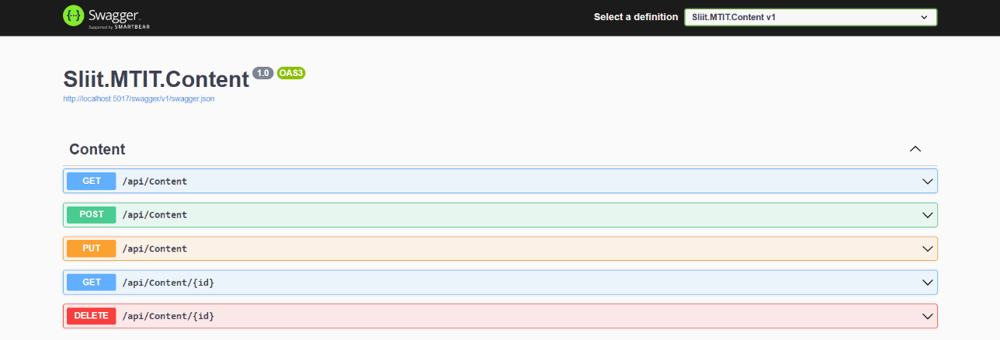 {···} Swagger.
Supported by SMARTBEAR
Select a definition
Sliit.MTIT.Content v1
Sliit.MTIT.Content 1.0 OAS3
http://localhost:5017/swagger/v1/swagger.json
Content
GET /api/Content
POST /api/Content
PUT /api/Content
GET /api/Content/{id}
DELETE /api/Content/{id}